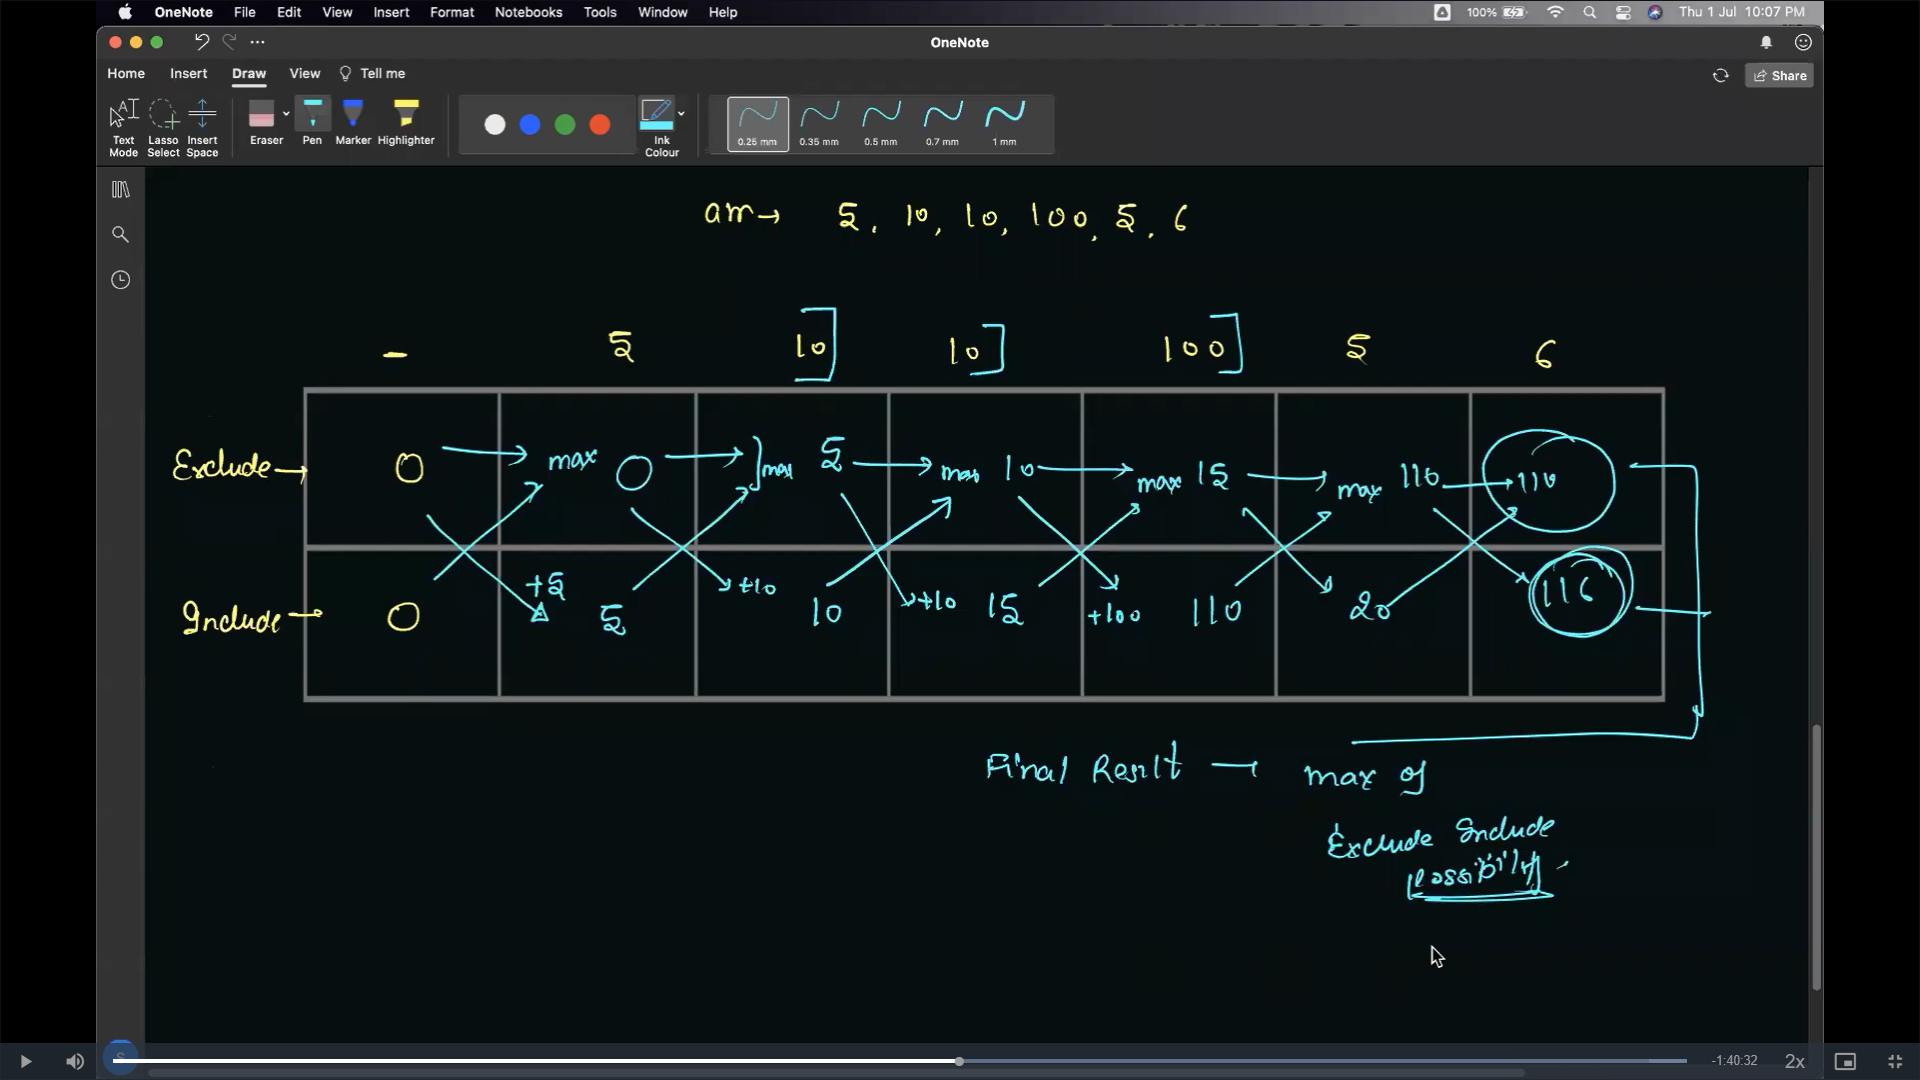 OneNote File Edit View Insert Format Notebooks Tools Window Help 100% Thu 1 Jul 10:07 PM
OneNote
Home Insert Draw View Tell me Share
Text Mode Lasso Select Insert Space Eraser Pen Marker Highlighter Ink Colour 0.25 mm 0.35 mm 0.5 mm 0.7 mm 1 mm
arr→ 5, 10, 10, 100, 5, 6
- 5 10] 10] 100] 5 6
Exclude→ 0 max 0 max 5 max 10 max 15 max 110 110
+5 +10 +10 +100
Include→ 0 5 10 15 110 20 116
Final Result → max of
Exclude Include
Possibility.
-1:40:32 2x